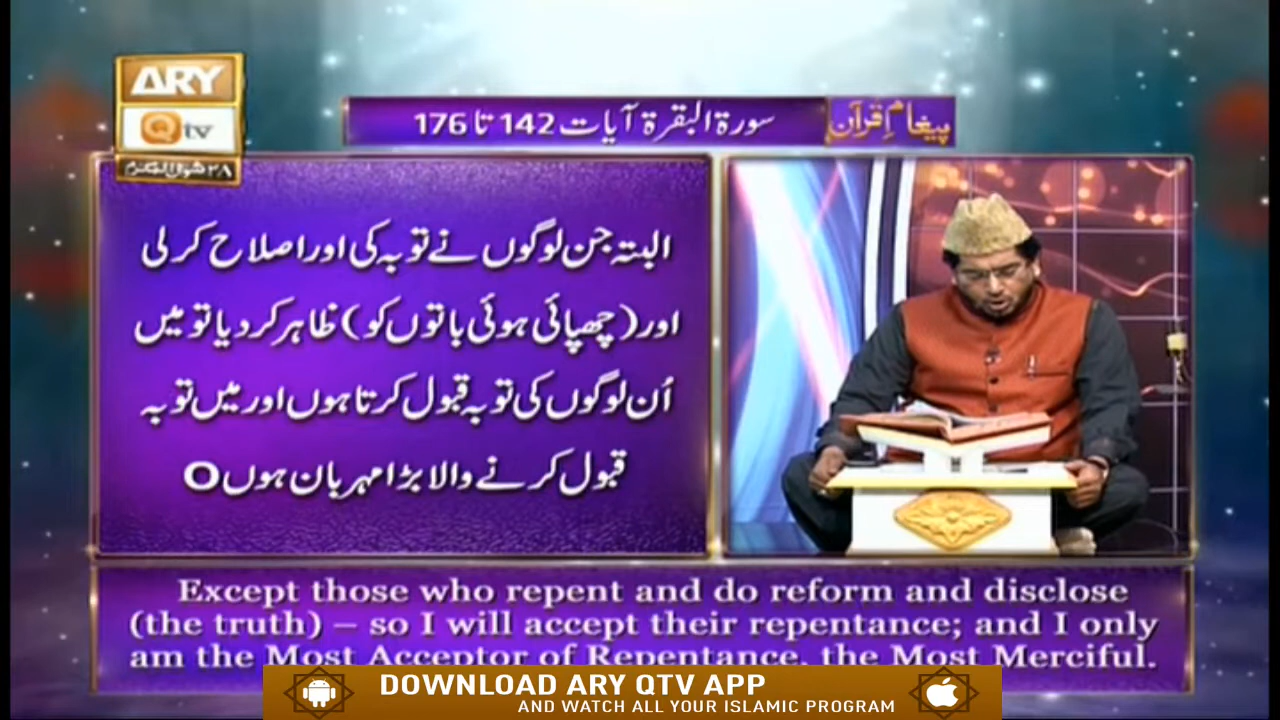 ARY
Qtv
۲۸ شوال المکرم
سورۃ البقرۃ آیات 142 تا 176
پیغامِ قرآن
البتہ جن لوگوں نے توبہ کی اور اصلاح کرلی
اور (چھپائی ہوئی باتوں کو) ظاہر کردیا تو میں
اُن لوگوں کی توبہ قبول کرتا ہوں اور میں توبہ
قبول کرنے والا بڑا مہربان ہوں O
Except those who repent and do reform and disclose
(the truth) – so I will accept their repentance; and I only
am the Most Acceptor of Repentance, the Most Merciful.
DOWNLOAD ARY QTV APP
AND WATCH ALL YOUR ISLAMIC PROGRAM